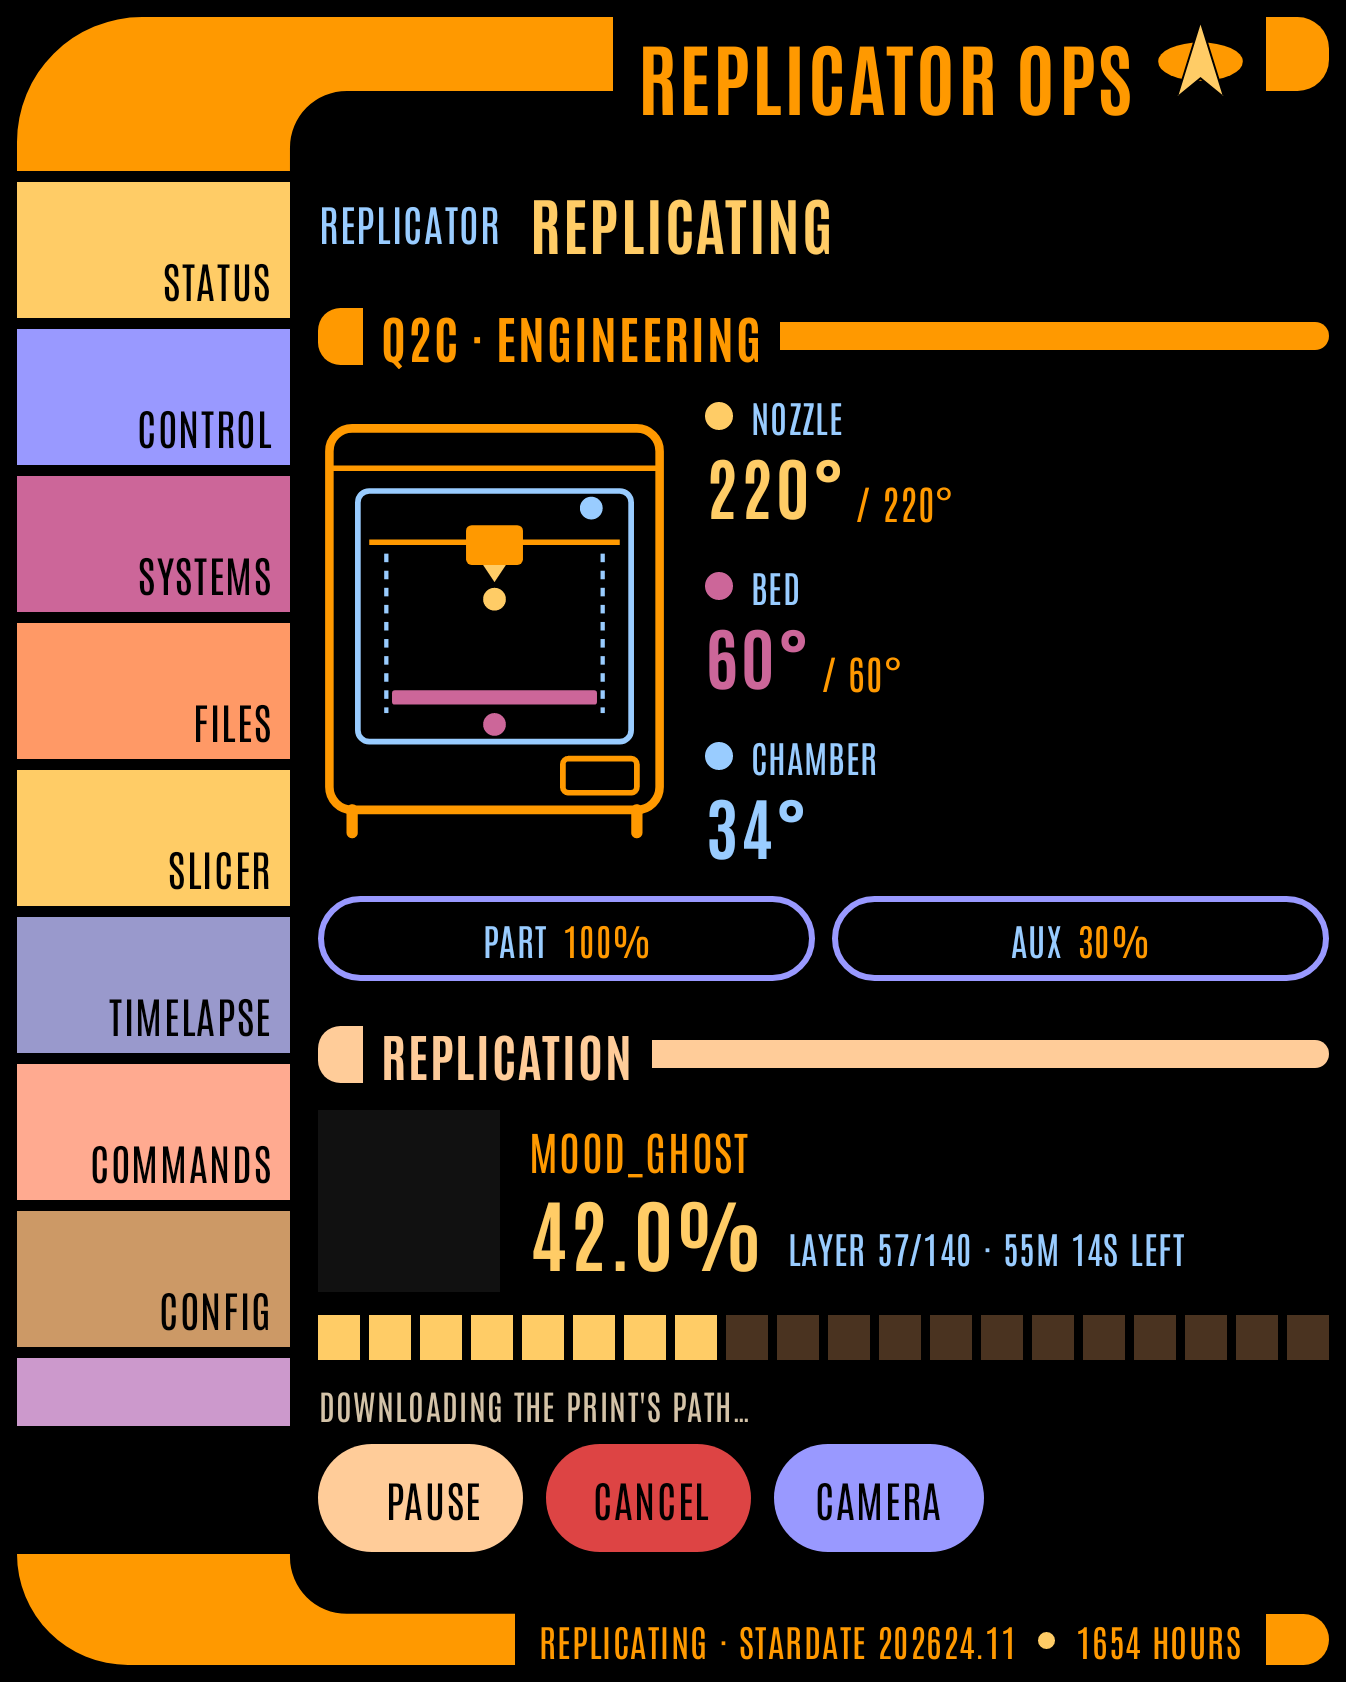 REPLICATOR OPS
STATUS
CONTROL
SYSTEMS
FILES
SLICER
TIMELAPSE
COMMANDS
CONFIG
REPLICATOR REPLICATING
Q2C · ENGINEERING
NOZZLE
220° / 220°
BED
60° / 60°
CHAMBER
34°
PART 100%
AUX 30%
REPLICATION
MOOD_GHOST
42.0% LAYER 57/140 · 55M 14S LEFT
DOWNLOADING THE PRINT'S PATH…
PAUSE
CANCEL
CAMERA
REPLICATING · STARDATE 202624.11 • 1654 HOURS